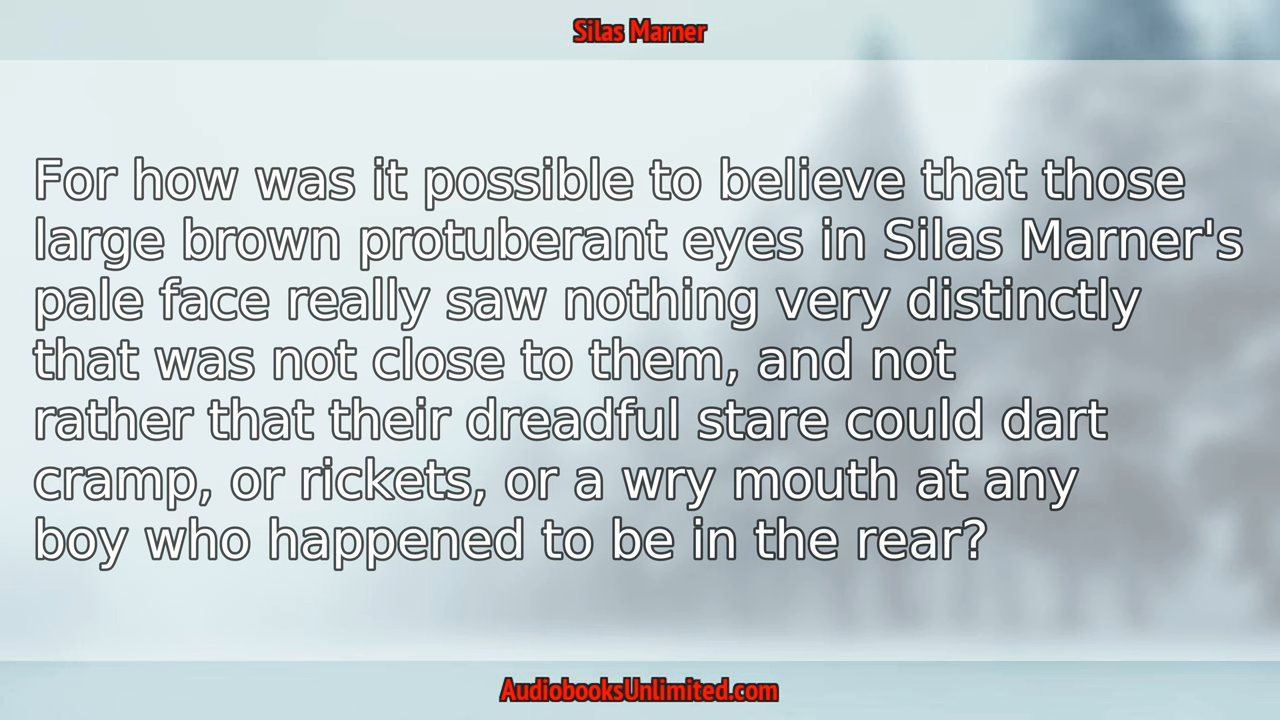 Silas Marner
For how was it possible to believe that those
large brown protuberant eyes in Silas Marner's
pale face really saw nothing very distinctly
that was not close to them, and not
rather that their dreadful stare could dart
cramp, or rickets, or a wry mouth at any
boy who happened to be in the rear?
AudiobooksUnlimited.com